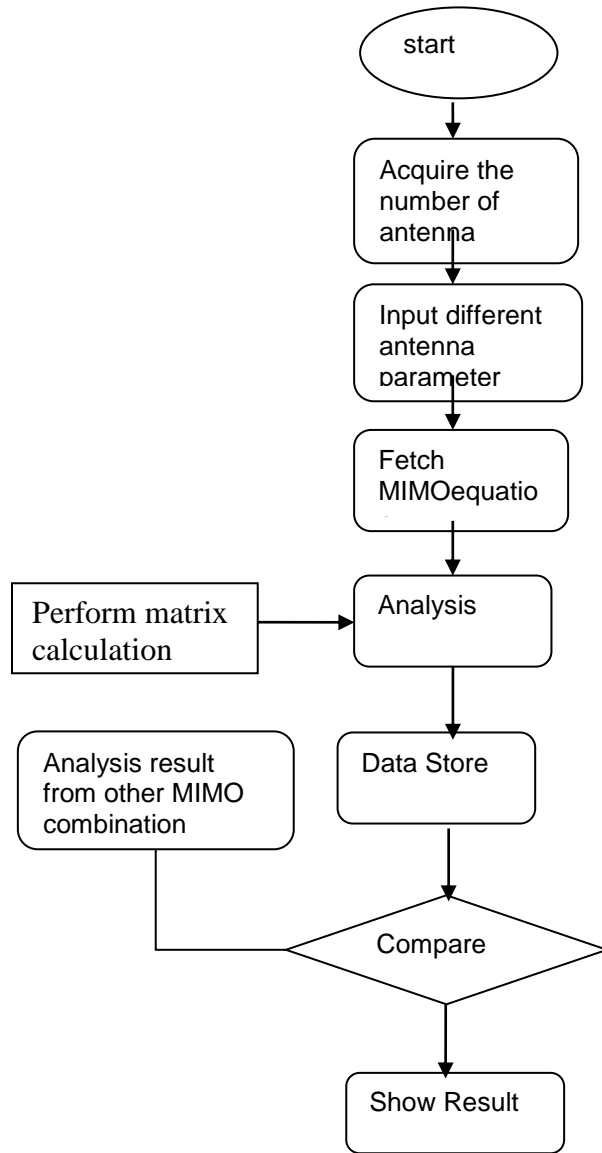 start
Acquire the
number of
antenna
Input different
antenna
parameter
Fetch
MIMOequatio
Analysis
Perform matrix
calculation
Analysis result
from other MIMO
combination
Data Store
Compare
Show Result